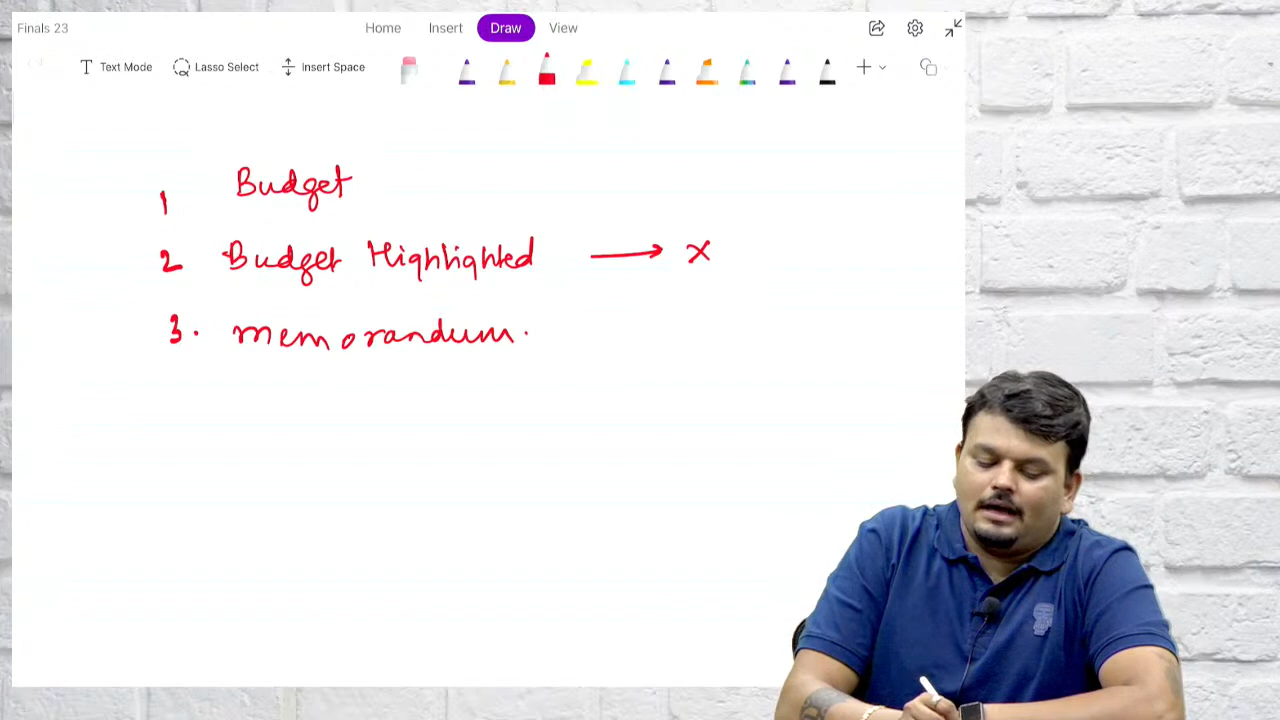 Finals 23
Home Insert Draw View
Text Mode Lasso Select Insert Space
1 Budget
2 Budget Highlighted → x
3. memorandum.